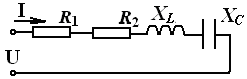 I R1 R2 XL XC
U